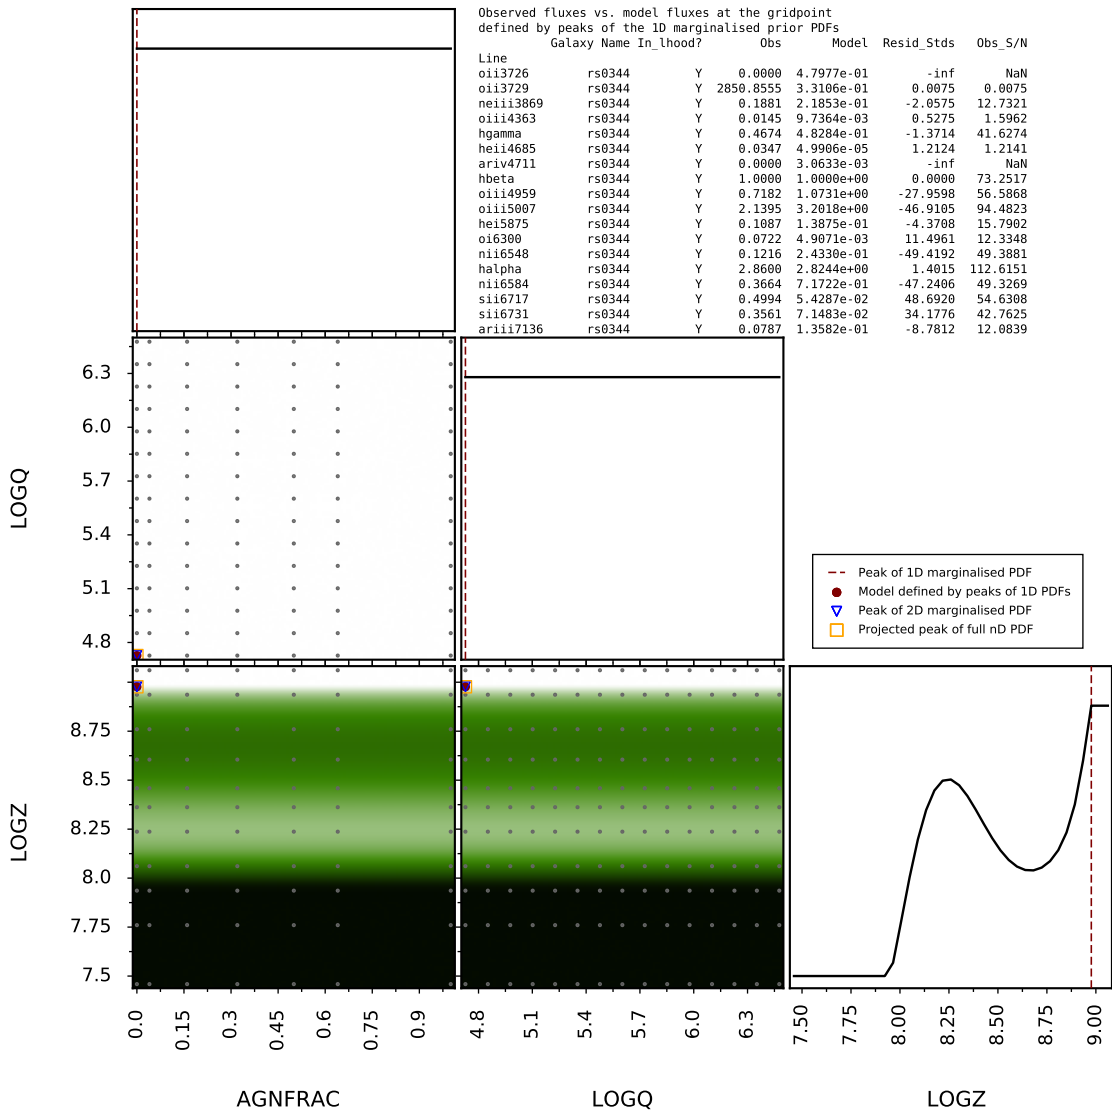 Observed fluxes vs. model fluxes at the gridpoint
defined by peaks of the 1D marginalised prior PDFs
Galaxy Name In_lhood? Obs Model Resid_Stds Obs_S/N
Line
oii3726 rs0344 Y 0.0000 4.7977e-01 -inf NaN
oii3729 rs0344 Y 2850.8555 3.3106e-01 0.0075 0.0075
neiii3869 rs0344 Y 0.1881 2.1853e-01 -2.0575 12.7321
oiii4363 rs0344 Y 0.0145 9.7364e-03 0.5275 1.5962
hgamma rs0344 Y 0.4674 4.8284e-01 -1.3714 41.6274
heii4685 rs0344 Y 0.0347 4.9906e-05 1.2124 1.2141
ariv4711 rs0344 Y 0.0000 3.0633e-03 -inf NaN
hbeta rs0344 Y 1.0000 1.0000e+00 0.0000 73.2517
oiii4959 rs0344 Y 0.7182 1.0731e+00 -27.9598 56.5868
oiii5007 rs0344 Y 2.1395 3.2018e+00 -46.9105 94.4823
hei5875 rs0344 Y 0.1087 1.3875e-01 -4.3708 15.7902
oi6300 rs0344 Y 0.0722 4.9071e-03 11.4961 12.3348
nii6548 rs0344 Y 0.1216 2.4330e-01 -49.4192 49.3881
halpha rs0344 Y 2.8600 2.8244e+00 1.4015 112.6151
nii6584 rs0344 Y 0.3664 7.1722e-01 -47.2406 49.3269
sii6717 rs0344 Y 0.4994 5.4287e-02 48.6920 54.6308
sii6731 rs0344 Y 0.3561 7.1483e-02 34.1776 42.7625
ariii7136 rs0344 Y 0.0787 1.3582e-01 -8.7812 12.0839
LOGQ
6.3
6.0
5.7
5.4
5.1
4.8
Peak of 1D marginalised PDF
Model defined by peaks of 1D PDFs
Peak of 2D marginalised PDF
Projected peak of full nD PDF
LOGZ
8.75
8.5
8.25
8.0
7.75
7.5
0.0 0.15 0.3 0.45 0.6 0.75 0.9
4.8 5.1 5.4 5.7 6.0 6.3
7.50 7.75 8.00 8.25 8.50 8.75 9.00
AGNFRAC LOGQ LOGZ